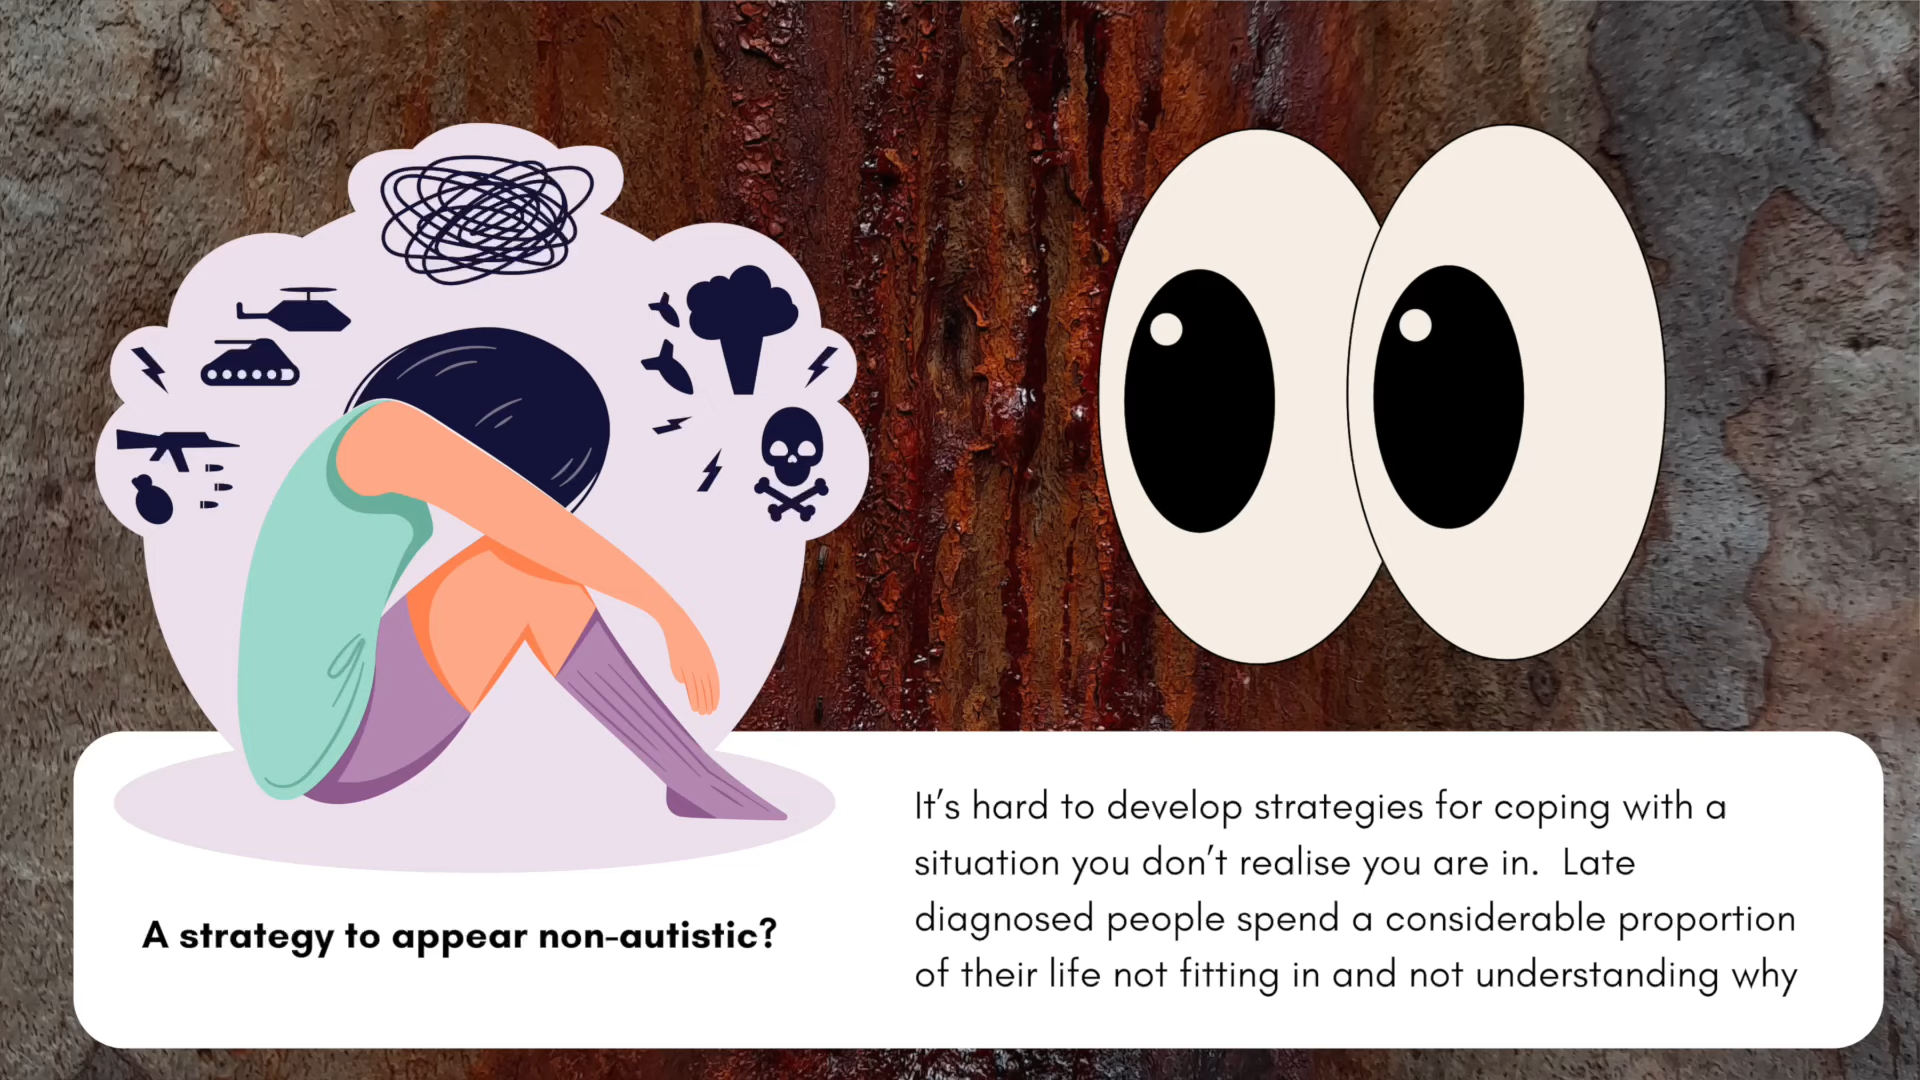 A strategy to appear non-autistic?
It's hard to develop strategies for coping with a
situation you don't realise you are in.  Late
diagnosed people spend a considerable proportion
of their life not fitting in and not understanding why